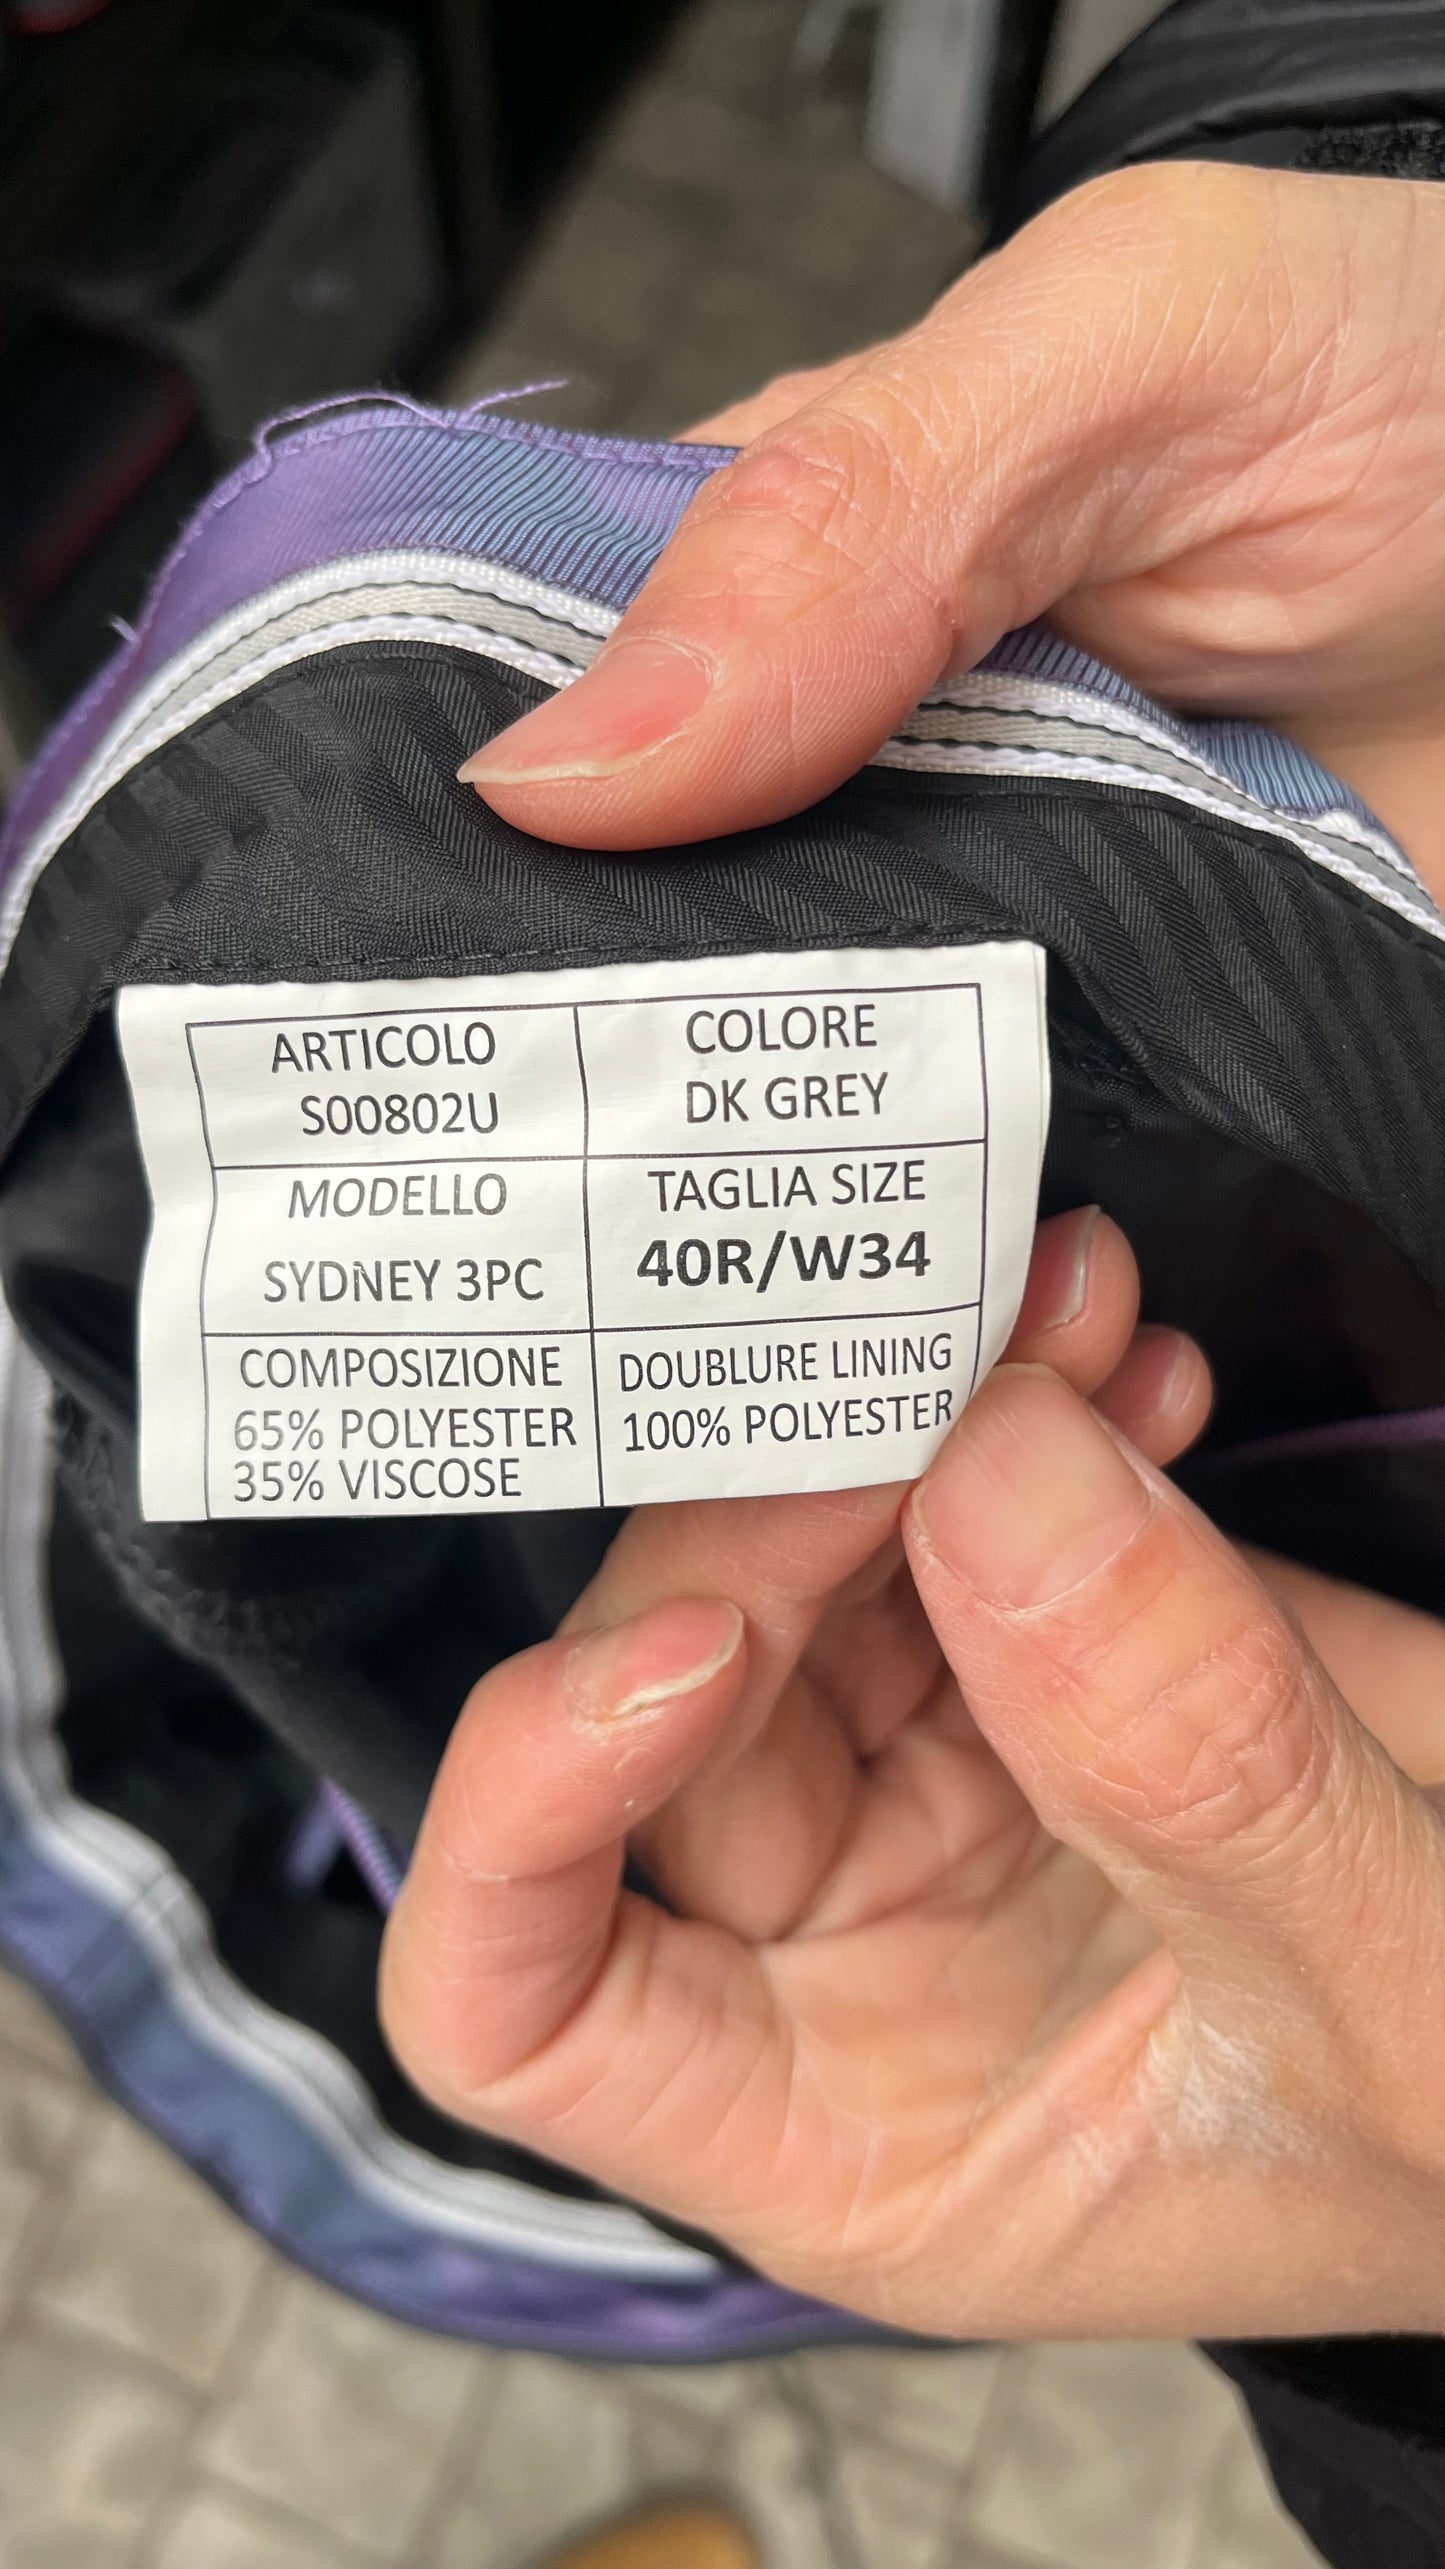 ARTICOLO
S00802U
COLORE
DK GREY
MODELLO
SYDNEY 3PC
TAGLIA SIZE
40R/W34
COMPOSIZIONE
65% POLYESTER
35% VISCOSE
DOUBLURE LINING
100% POLYESTER